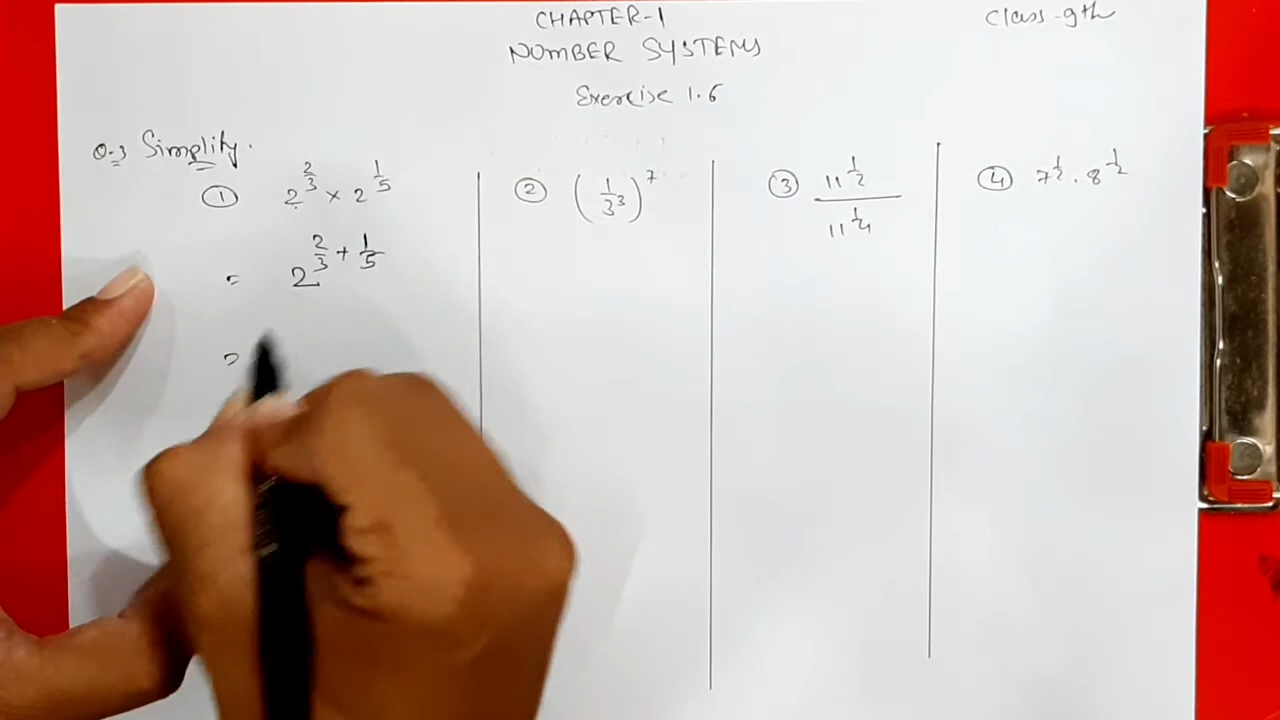 CHAPTER-1
Class-9th
NUMBER SYSTEMS
Exercise 1.6
Q-3 Simplify.
① 2^{2/3} × 2^{1/5}
= 2^{2/3 + 1/5}
=
② (1/3^3)^7
③ 11^{1/2} / 11^{1/4}
④ 7^{1/2} . 8^{1/2}